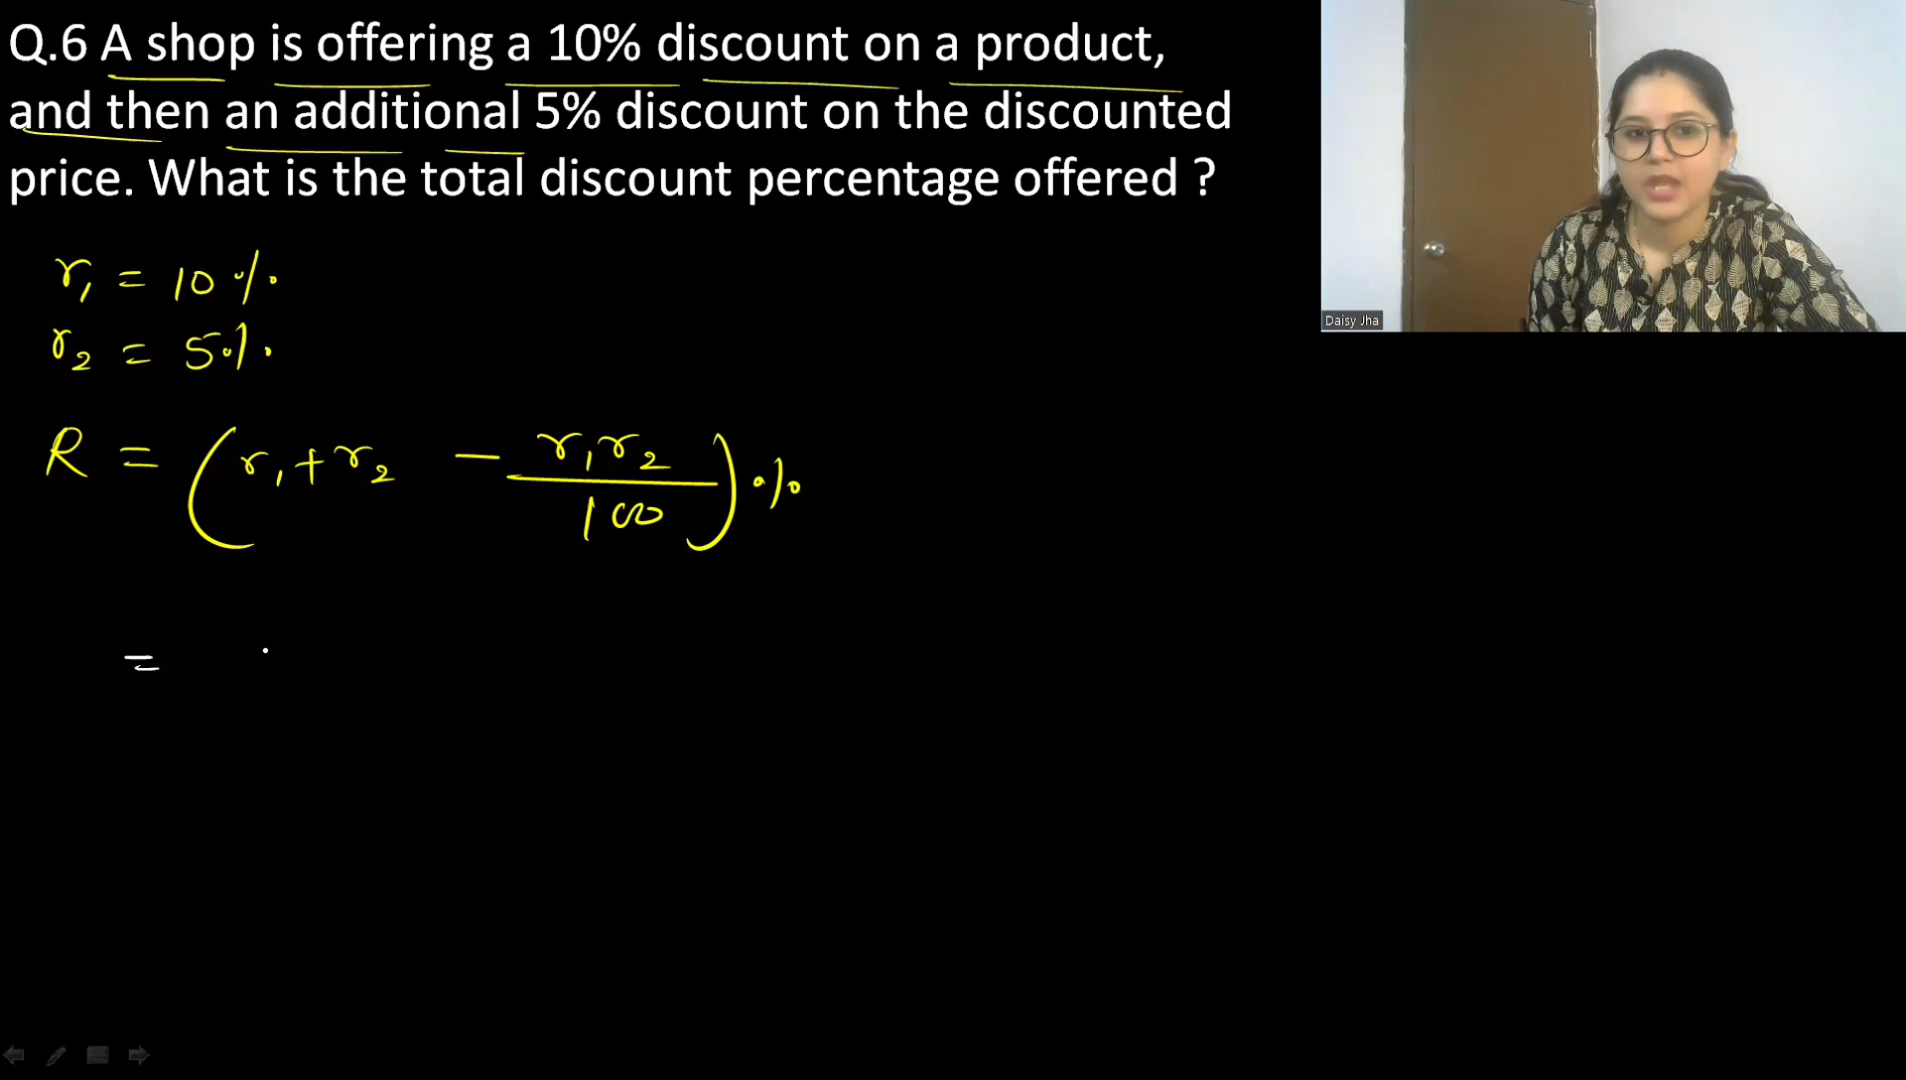 Q.6 A shop is offering a 10% discount on a product,
and then an additional 5% discount on the discounted
price. What is the total discount percentage offered ?
Daisy Jha
r₁ = 10 %
r₂ = 5%
R = (r₁+r₂ - r₁r₂/100) %
=